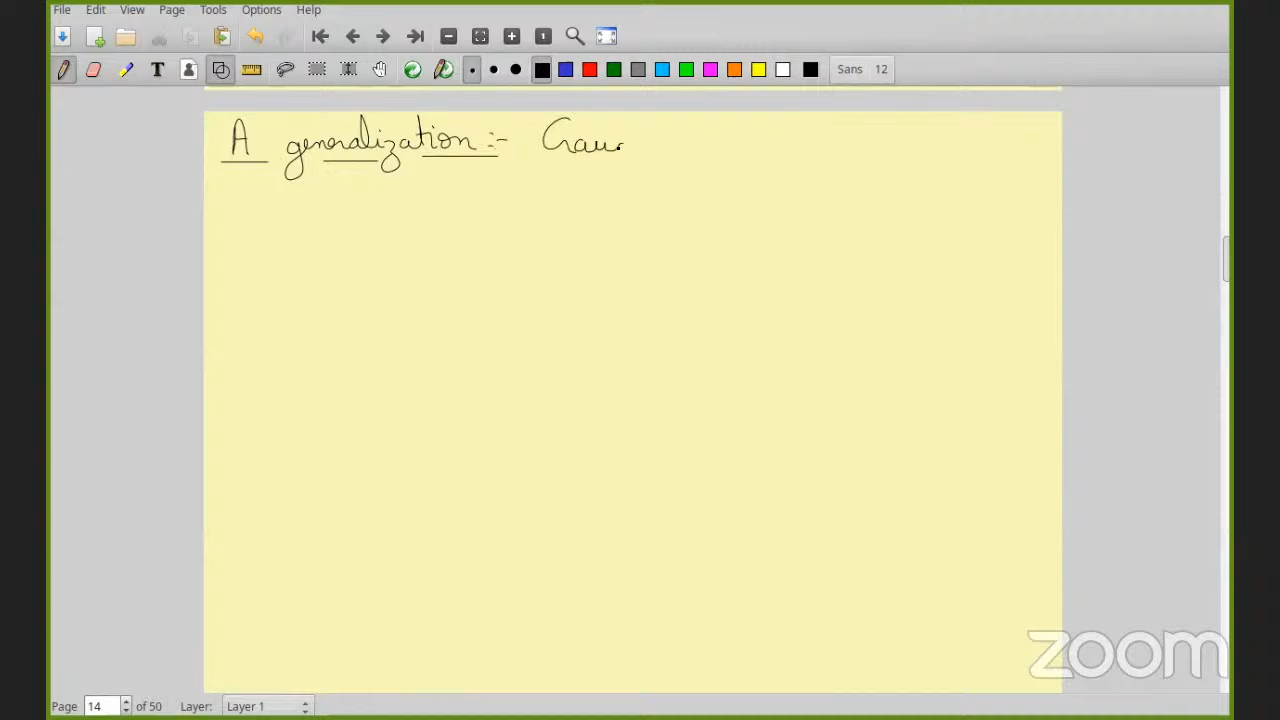 File Edit View Page Tools Options Help
Sans 12
A generalization :- Gau
Page 14 of 50 Layer: Layer 1
zoom